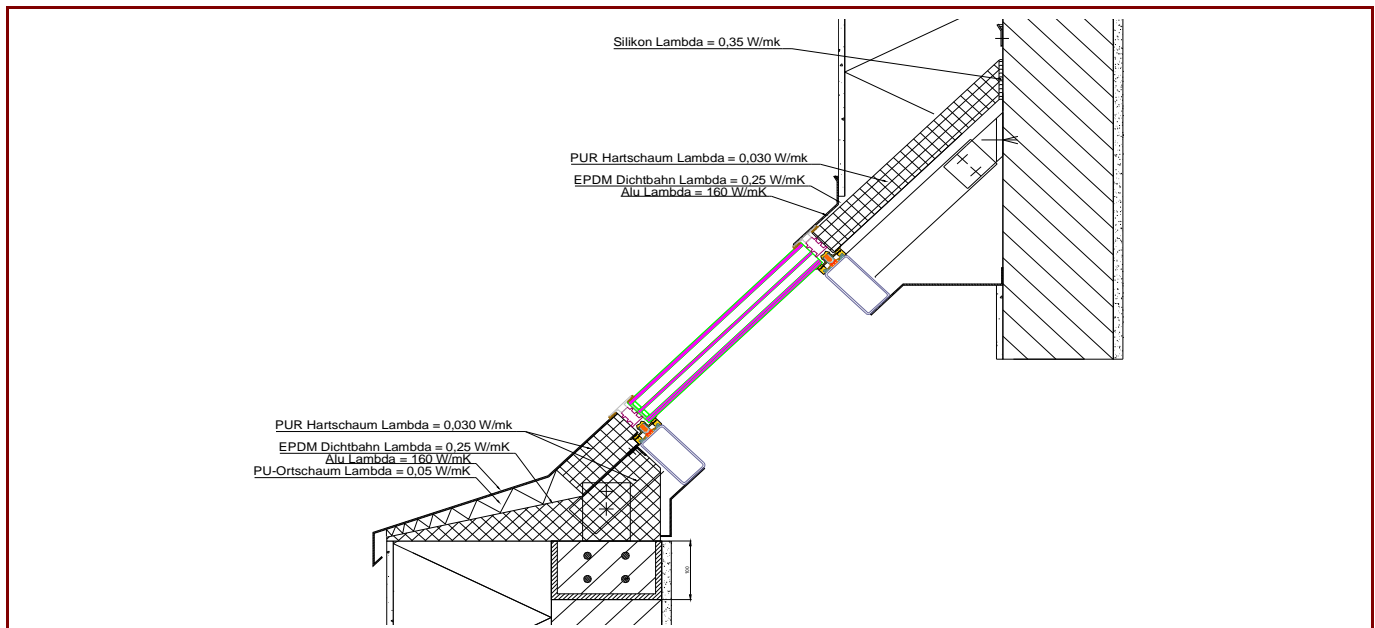 Silikon Lambda = 0,35 W/mk
PUR Hartschaum Lambda = 0,030 W/mk
EPDM Dichtbahn Lambda = 0,25 W/mK
Alu Lambda = 160 W/mK
PUR Hartschaum Lambda = 0,030 W/mk
EPDM Dichtbahn Lambda = 0,25 W/mK
Alu Lambda = 160 W/mK
PU-Ortschaum Lambda = 0,05 W/mK